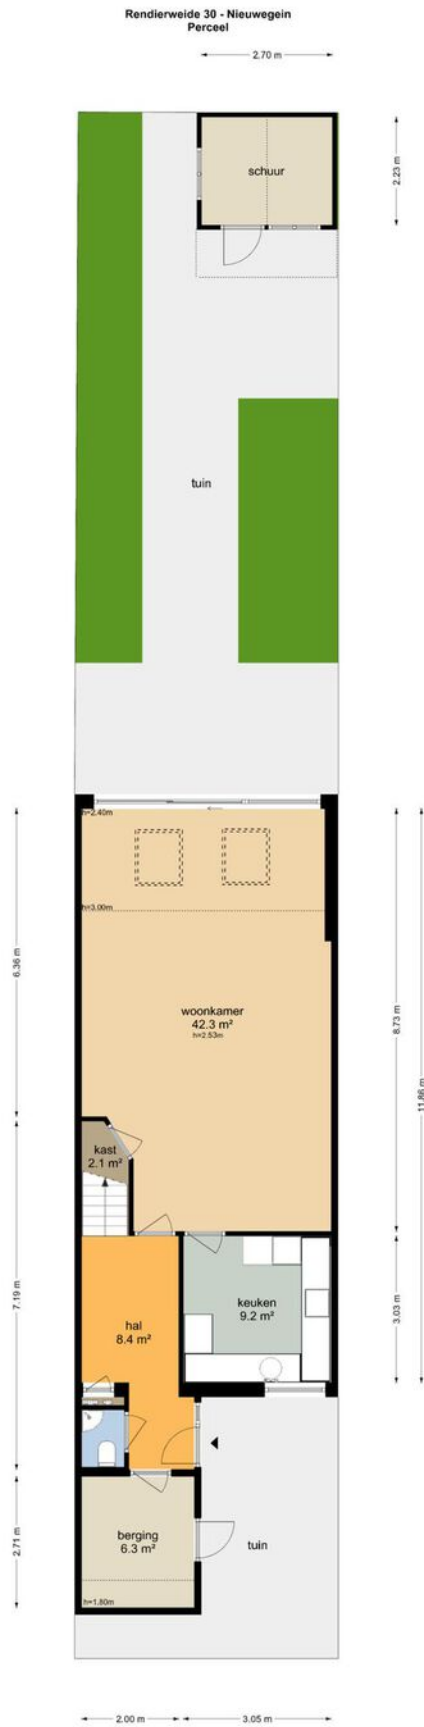 Rendierweide 30 - Nieuwegein
Perceel
2.70 m
schuur
2.23 m
tuin
h=2.40m
h=3.00m
6.36 m
woonkamer
42.3 m²
h=2.53m
8.73 m
11.86 m
kast
2.1 m²
7.19 m
hal
8.4 m²
keuken
9.2 m²
3.03 m
berging
6.3 m²
2.71 m
tuin
h=1.80m
2.00 m
3.05 m